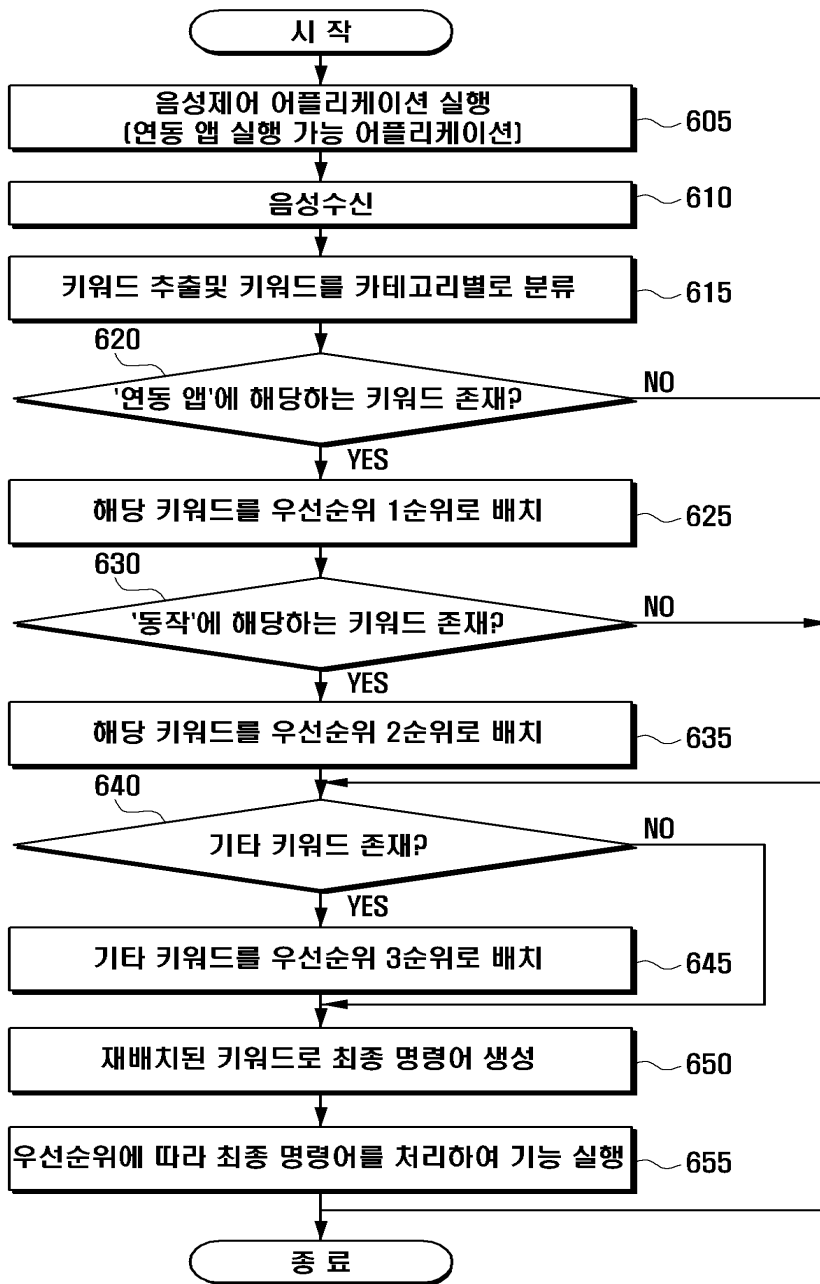 시 작
음성제어 어플리케이션 실행
(연동 앱 실행 가능 어플리케이션)
605
음성수신
610
키워드 추출및 키워드를 카테고리별로 분류
615
620
'연동 앱'에 해당하는 키워드 존재?
NO
YES
해당 키워드를 우선순위 1순위로 배치
625
630
'동작'에 해당하는 키워드 존재?
NO
YES
해당 키워드를 우선순위 2순위로 배치
635
640
기타 키워드 존재?
NO
YES
기타 키워드를 우선순위 3순위로 배치
645
재배치된 키워드로 최종 명령어 생성
650
우선순위에 따라 최종 명령어를 처리하여 기능 실행
655
종 료